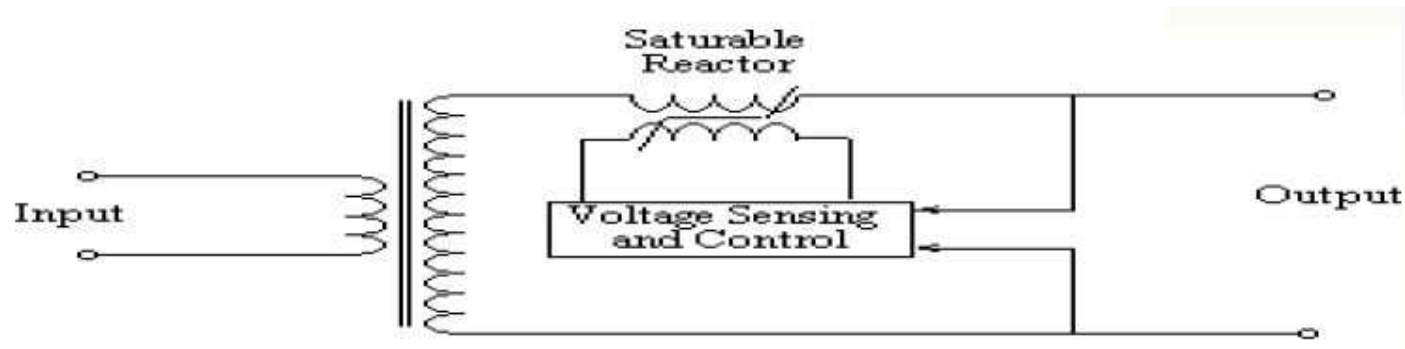 Saturable
Reactor
Input
Voltage Sensing
and Control
Output